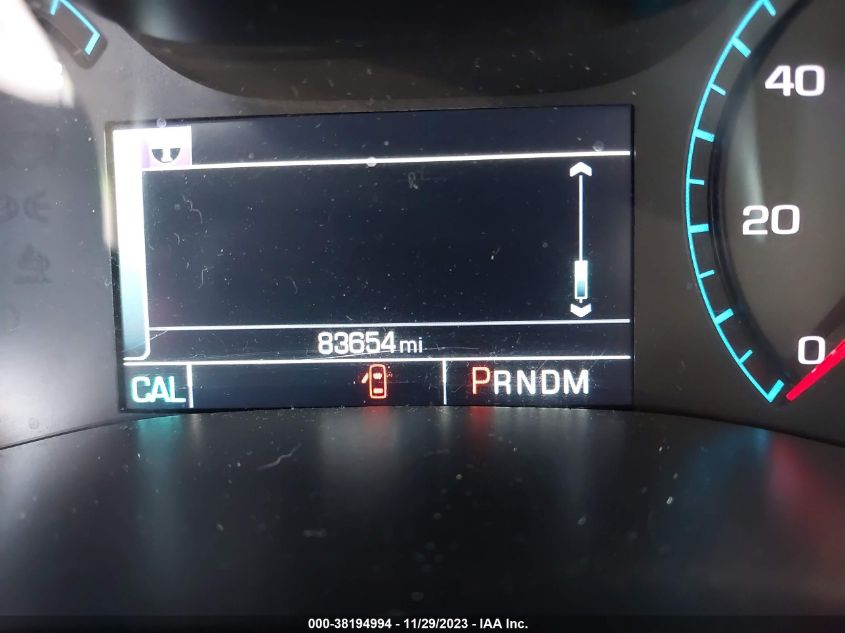 40
20
0
83654 mi
CAL
PRNDM
000-38194994 - 11/29/2023 - IAA Inc.